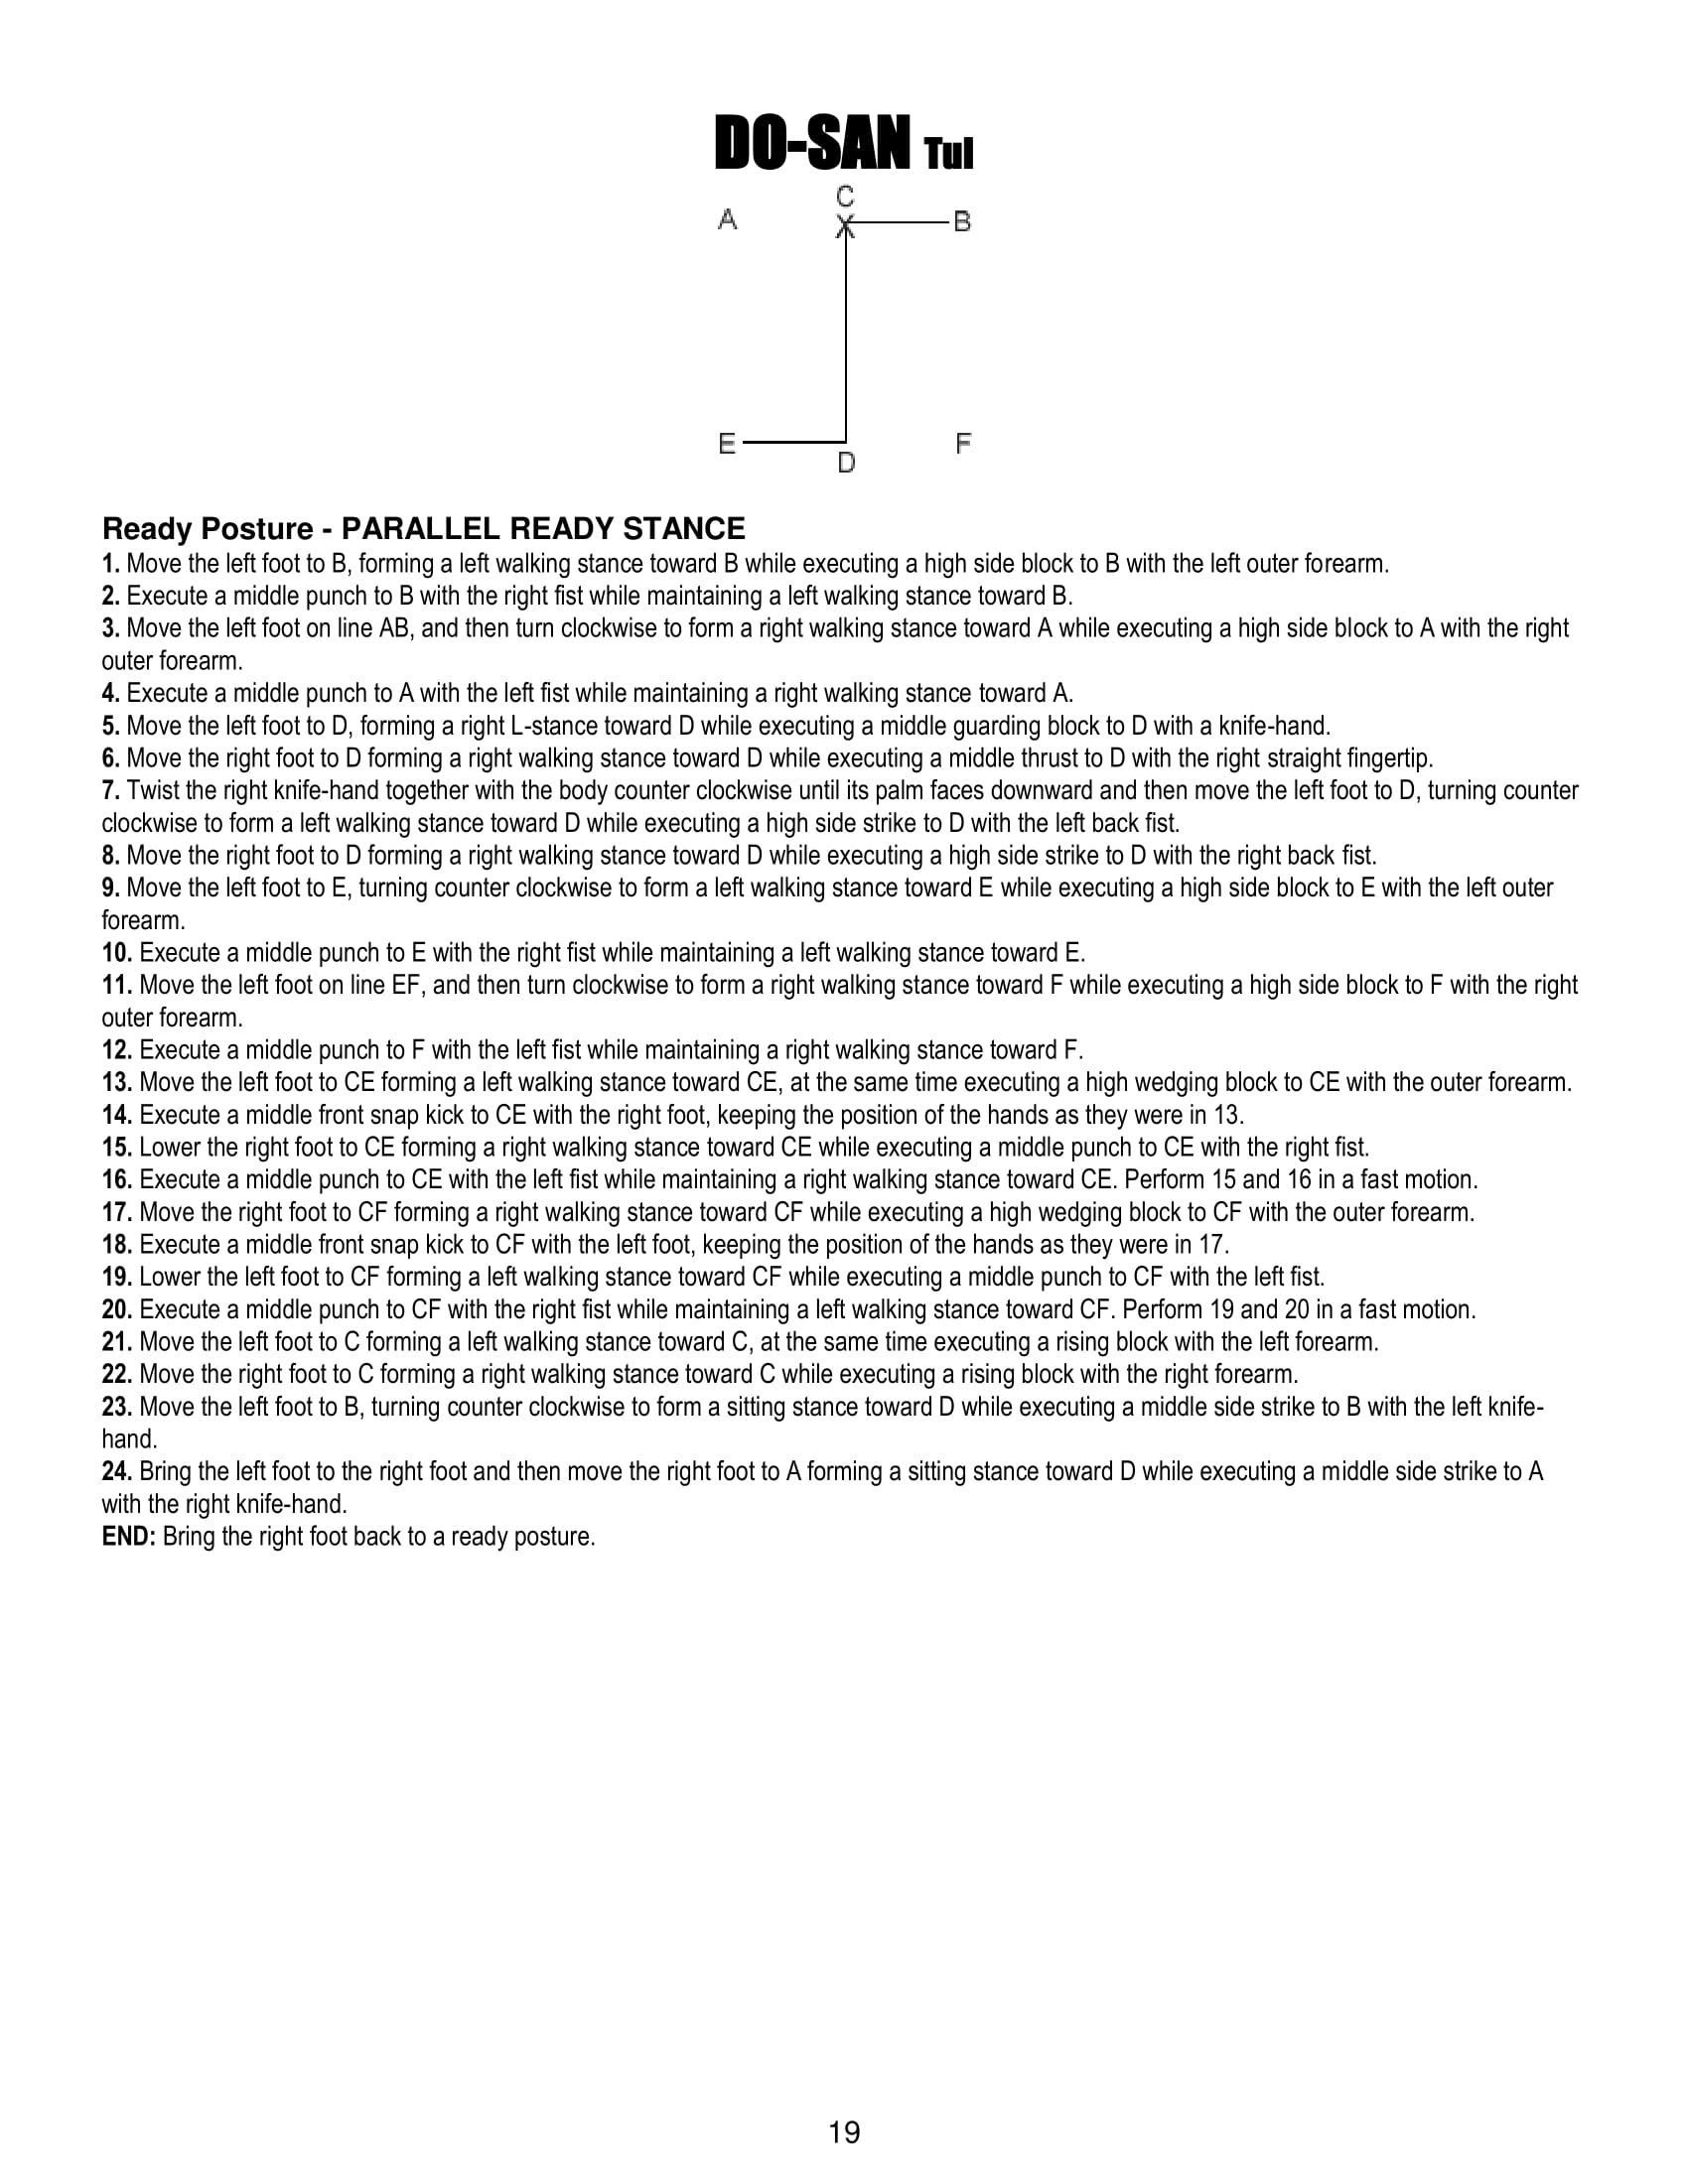 DO-SAN Tul
C
A X B
E F
D
Ready Posture - PARALLEL READY STANCE
1. Move the left foot to B, forming a left walking stance toward B while executing a high side block to B with the left outer forearm.
2. Execute a middle punch to B with the right fist while maintaining a left walking stance toward B.
3. Move the left foot on line AB, and then turn clockwise to form a right walking stance toward A while executing a high side block to A with the right
outer forearm.
4. Execute a middle punch to A with the left fist while maintaining a right walking stance toward A.
5. Move the left foot to D, forming a right L-stance toward D while executing a middle guarding block to D with a knife-hand.
6. Move the right foot to D forming a right walking stance toward D while executing a middle thrust to D with the right straight fingertip.
7. Twist the right knife-hand together with the body counter clockwise until its palm faces downward and then move the left foot to D, turning counter
clockwise to form a left walking stance toward D while executing a high side strike to D with the left back fist.
8. Move the right foot to D forming a right walking stance toward D while executing a high side strike to D with the right back fist.
9. Move the left foot to E, turning counter clockwise to form a left walking stance toward E while executing a high side block to E with the left outer
forearm.
10. Execute a middle punch to E with the right fist while maintaining a left walking stance toward E.
11. Move the left foot on line EF, and then turn clockwise to form a right walking stance toward F while executing a high side block to F with the right
outer forearm.
12. Execute a middle punch to F with the left fist while maintaining a right walking stance toward F.
13. Move the left foot to CE forming a left walking stance toward CE, at the same time executing a high wedging block to CE with the outer forearm.
14. Execute a middle front snap kick to CE with the right foot, keeping the position of the hands as they were in 13.
15. Lower the right foot to CE forming a right walking stance toward CE while executing a middle punch to CE with the right fist.
16. Execute a middle punch to CE with the left fist while maintaining a right walking stance toward CE. Perform 15 and 16 in a fast motion.
17. Move the right foot to CF forming a right walking stance toward CF while executing a high wedging block to CF with the outer forearm.
18. Execute a middle front snap kick to CF with the left foot, keeping the position of the hands as they were in 17.
19. Lower the left foot to CF forming a left walking stance toward CF while executing a middle punch to CF with the left fist.
20. Execute a middle punch to CF with the right fist while maintaining a left walking stance toward CF. Perform 19 and 20 in a fast motion.
21. Move the left foot to C forming a left walking stance toward C, at the same time executing a rising block with the left forearm.
22. Move the right foot to C forming a right walking stance toward C while executing a rising block with the right forearm.
23. Move the left foot to B, turning counter clockwise to form a sitting stance toward D while executing a middle side strike to B with the left knife-
hand.
24. Bring the left foot to the right foot and then move the right foot to A forming a sitting stance toward D while executing a middle side strike to A
with the right knife-hand.
END: Bring the right foot back to a ready posture.
19